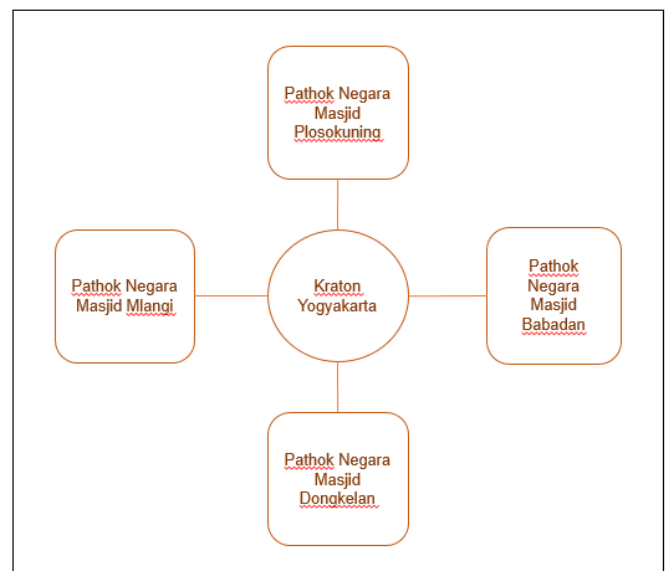 Pathok Negara
Masjid
Plosokuning
Pathok Negara
Masjid Mlangi
Kraton
Yogyakarta
Pathok
Negara
Masjid
Babadan
Pathok Negara
Masjid
Dongkelan